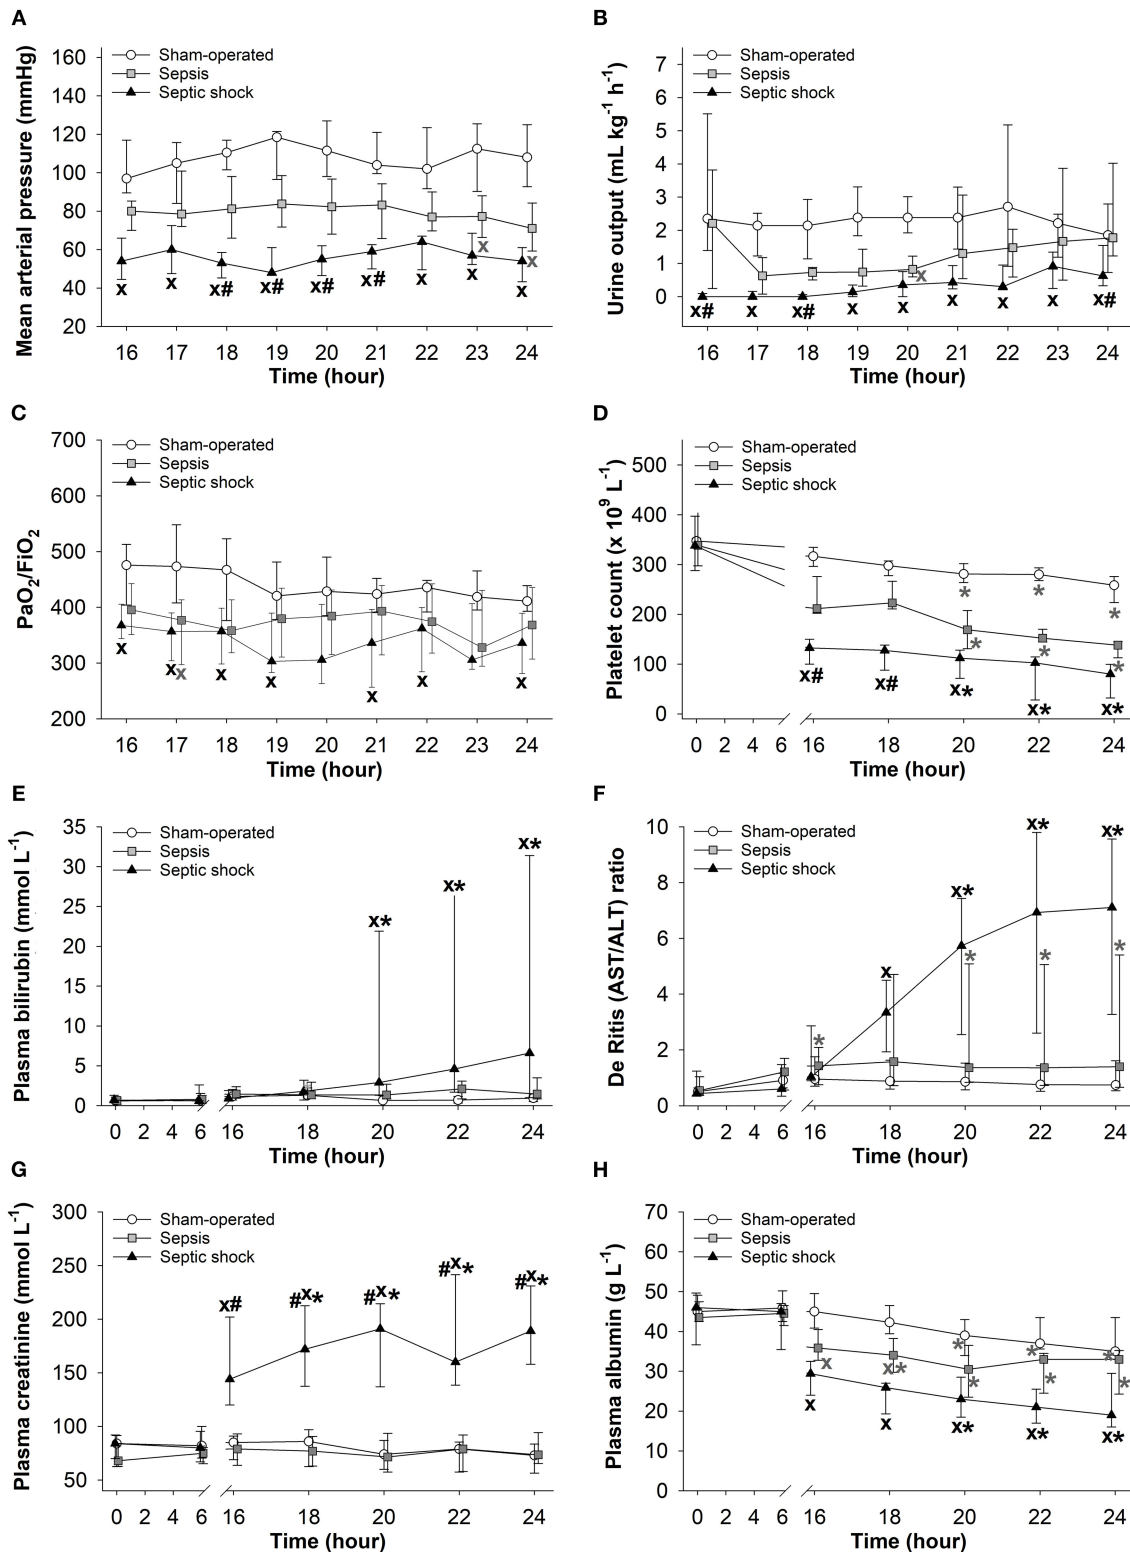 A
Mean arterial pressure (mmHg)
Sham-operated
Sepsis
Septic shock
160
140
120
100
80
60
40
20
x x x# x# x# x# x x x
x x
16 17 18 19 20 21 22 23 24
Time (hour)
B
Urine output (mL kg⁻¹ h⁻¹)
Sham-operated
Sepsis
Septic shock
7
6
5
4
3
2
1
0
x
x# x x# x x x x x x#
16 17 18 19 20 21 22 23 24
Time (hour)
C
PaO₂/FiO₂
Sham-operated
Sepsis
Septic shock
700
600
500
400
300
200
x x x x x x x x
16 17 18 19 20 21 22 23 24
Time (hour)
D
Platelet count (x 10⁹ L⁻¹)
Sham-operated
Sepsis
Septic shock
500
400
300
200
100
0
* * *
* * *
x# x# x* x* x*
0 2 4 6 16 18 20 22 24
Time (hour)
E
Plasma bilirubin (mmol L⁻¹)
Sham-operated
Sepsis
Septic shock
35
30
25
20
15
10
5
0
x* x* x*
0 2 4 6 16 18 20 22 24
Time (hour)
F
De Ritis (AST/ALT) ratio
Sham-operated
Sepsis
Septic shock
10
8
6
4
2
0
x x* x* x*
* * * *
0 2 4 6 16 18 20 22 24
Time (hour)
G
Plasma creatinine (mmol L⁻¹)
Sham-operated
Sepsis
Septic shock
300
250
200
150
100
50
x# #x* #x* #x* #x*
0 2 4 6 16 18 20 22 24
Time (hour)
H
Plasma albumin (g L⁻¹)
Sham-operated
Sepsis
Septic shock
70
60
50
40
30
20
10
0
* * *
x x* * * *
x x x* x* x*
0 2 4 6 16 18 20 22 24
Time (hour)